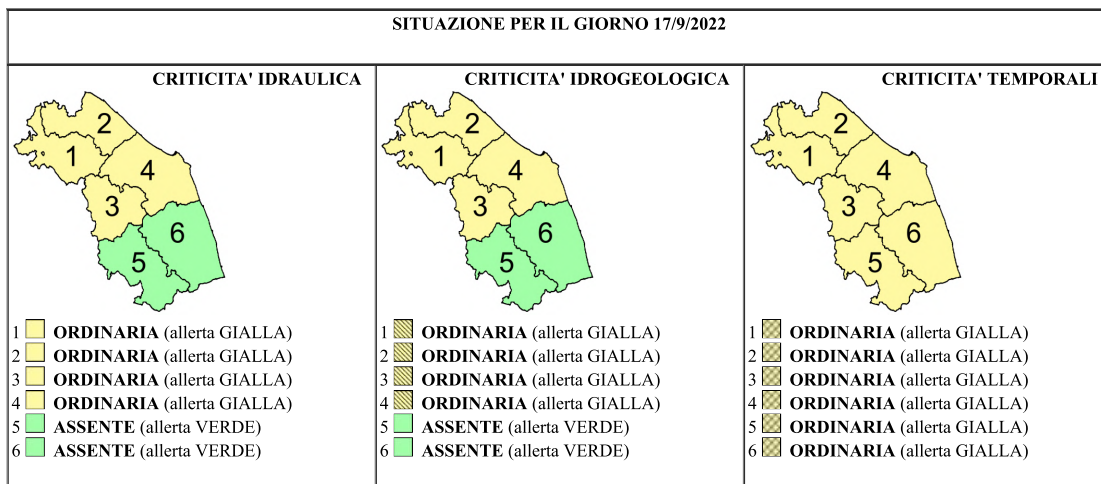 SITUAZIONE PER IL GIORNO 17/9/2022
CRITICITA' IDRAULICA
2
1
4
3
6
5
1 ORDINARIA (allerta GIALLA)
2 ORDINARIA (allerta GIALLA)
3 ORDINARIA (allerta GIALLA)
4 ORDINARIA (allerta GIALLA)
5 ASSENTE (allerta VERDE)
6 ASSENTE (allerta VERDE)
CRITICITA' IDROGEOLOGICA
2
1
4
3
6
5
1 ORDINARIA (allerta GIALLA)
2 ORDINARIA (allerta GIALLA)
3 ORDINARIA (allerta GIALLA)
4 ORDINARIA (allerta GIALLA)
5 ASSENTE (allerta VERDE)
6 ASSENTE (allerta VERDE)
CRITICITA' TEMPORALI
2
1
4
3
6
5
1 ORDINARIA (allerta GIALLA)
2 ORDINARIA (allerta GIALLA)
3 ORDINARIA (allerta GIALLA)
4 ORDINARIA (allerta GIALLA)
5 ORDINARIA (allerta GIALLA)
6 ORDINARIA (allerta GIALLA)